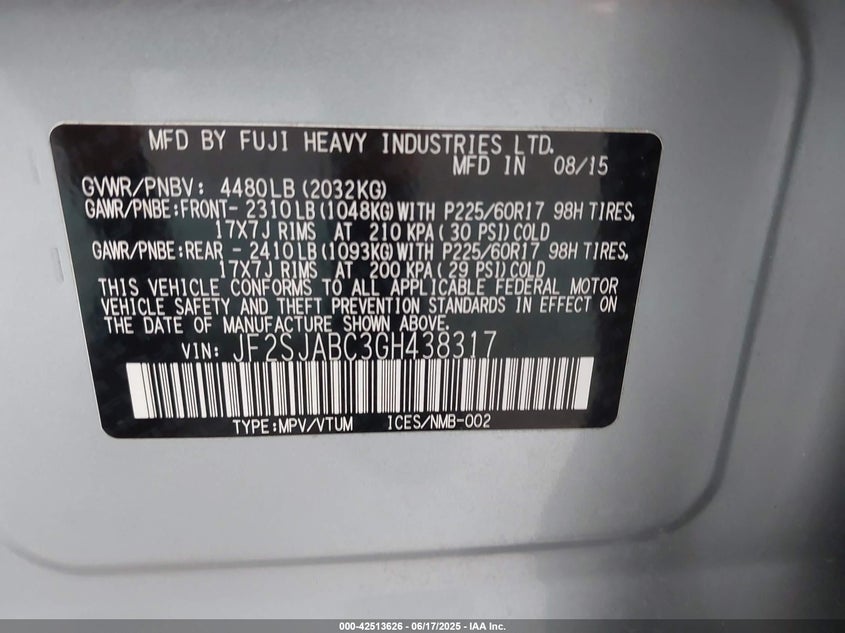 MFD BY FUJI HEAVY INDUSTRIES LTD.
MFD IN 08/15
GVWR/PNBV: 4480LB (2032KG)
GAWR/PNBE:FRONT- 2310LB (1048KG) WITH P225/60R17 98H TIRES,
17X7J RIMS AT 210 KPA ( 30 PSI) COLD
GAWR/PNBE:REAR - 2410LB (1093KG) WITH P225/60R17 98H TIRES,
17X7J RIMS AT 200 KPA ( 29 PSI) COLD
THIS VEHICLE CONFORMS TO ALL APPLICABLE FEDERAL MOTOR
VEHICLE SAFETY AND THEFT PREVENTION STANDARDS IN EFFECT ON
THE DATE OF MANUFACTURE SHOWN ABOVE.
VIN: JF2SJABC3GH438317
TYPE:MPV/VTUM ICES/NMB-002
000-42513626 - 06/17/2025 - IAA Inc.